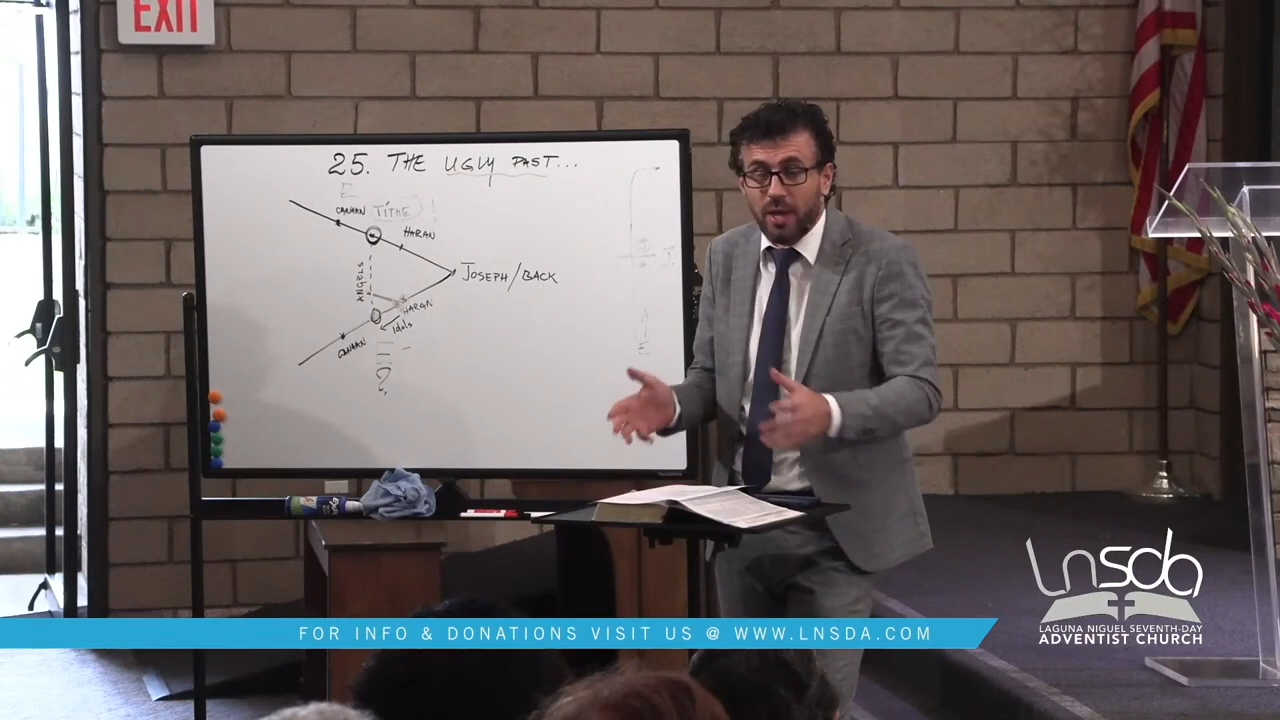 EXIT
25. THE UGLY PAST...
E
CANAAN
TITHE !
HARAN
ANGELS
JOSEPH/BACK
HARAN
Idols
CANAAN
?
E
LNSDA
LAGUNA NIGUEL SEVENTH-DAY
ADVENTIST CHURCH
FOR INFO & DONATIONS VISIT US @ WWW.LNSDA.COM